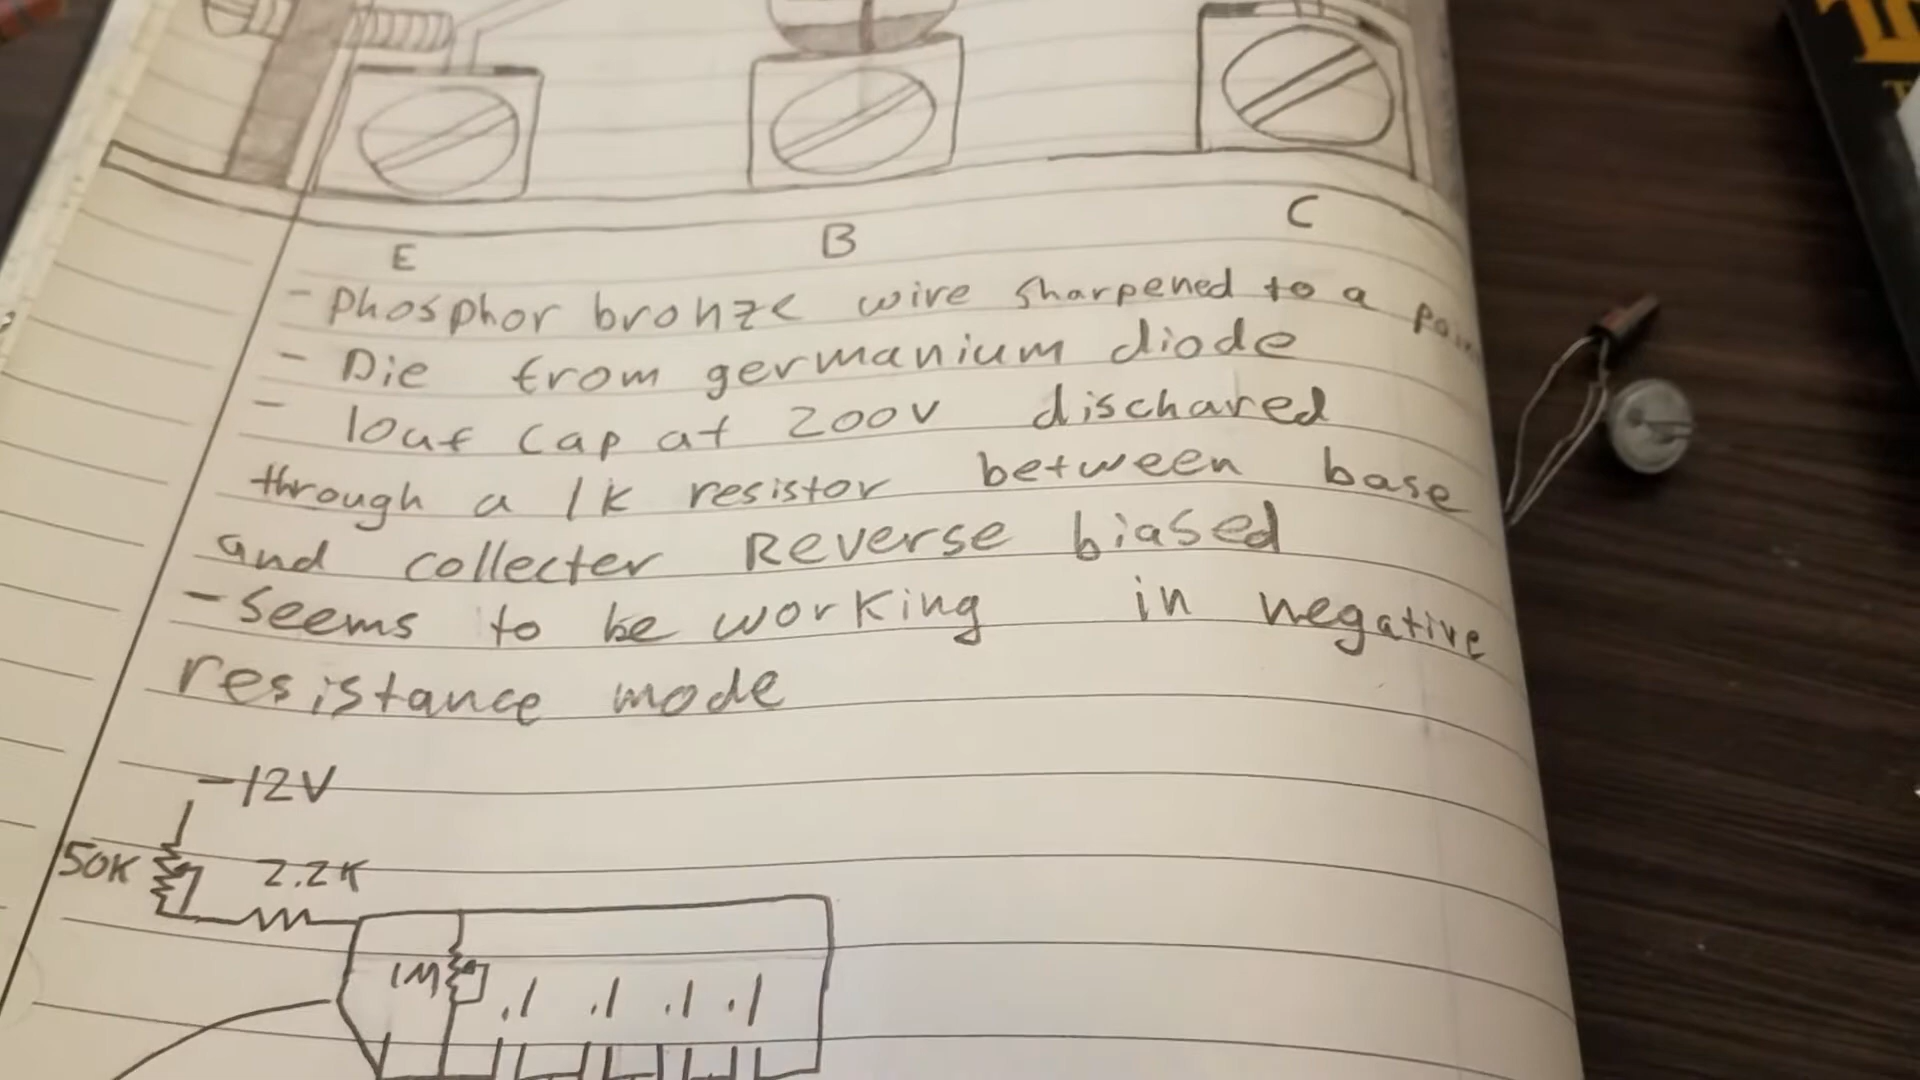 E B C
- Phosphor bronze wire sharpened to a
- Die from germanium diode
- 10uf cap at 200V dischared
through a 1k resistor between base
and collecter Reverse biased
- Seems to be working in negative
resistance mode
-12V
50K 2.2K
1M .1 .1 .1 .1